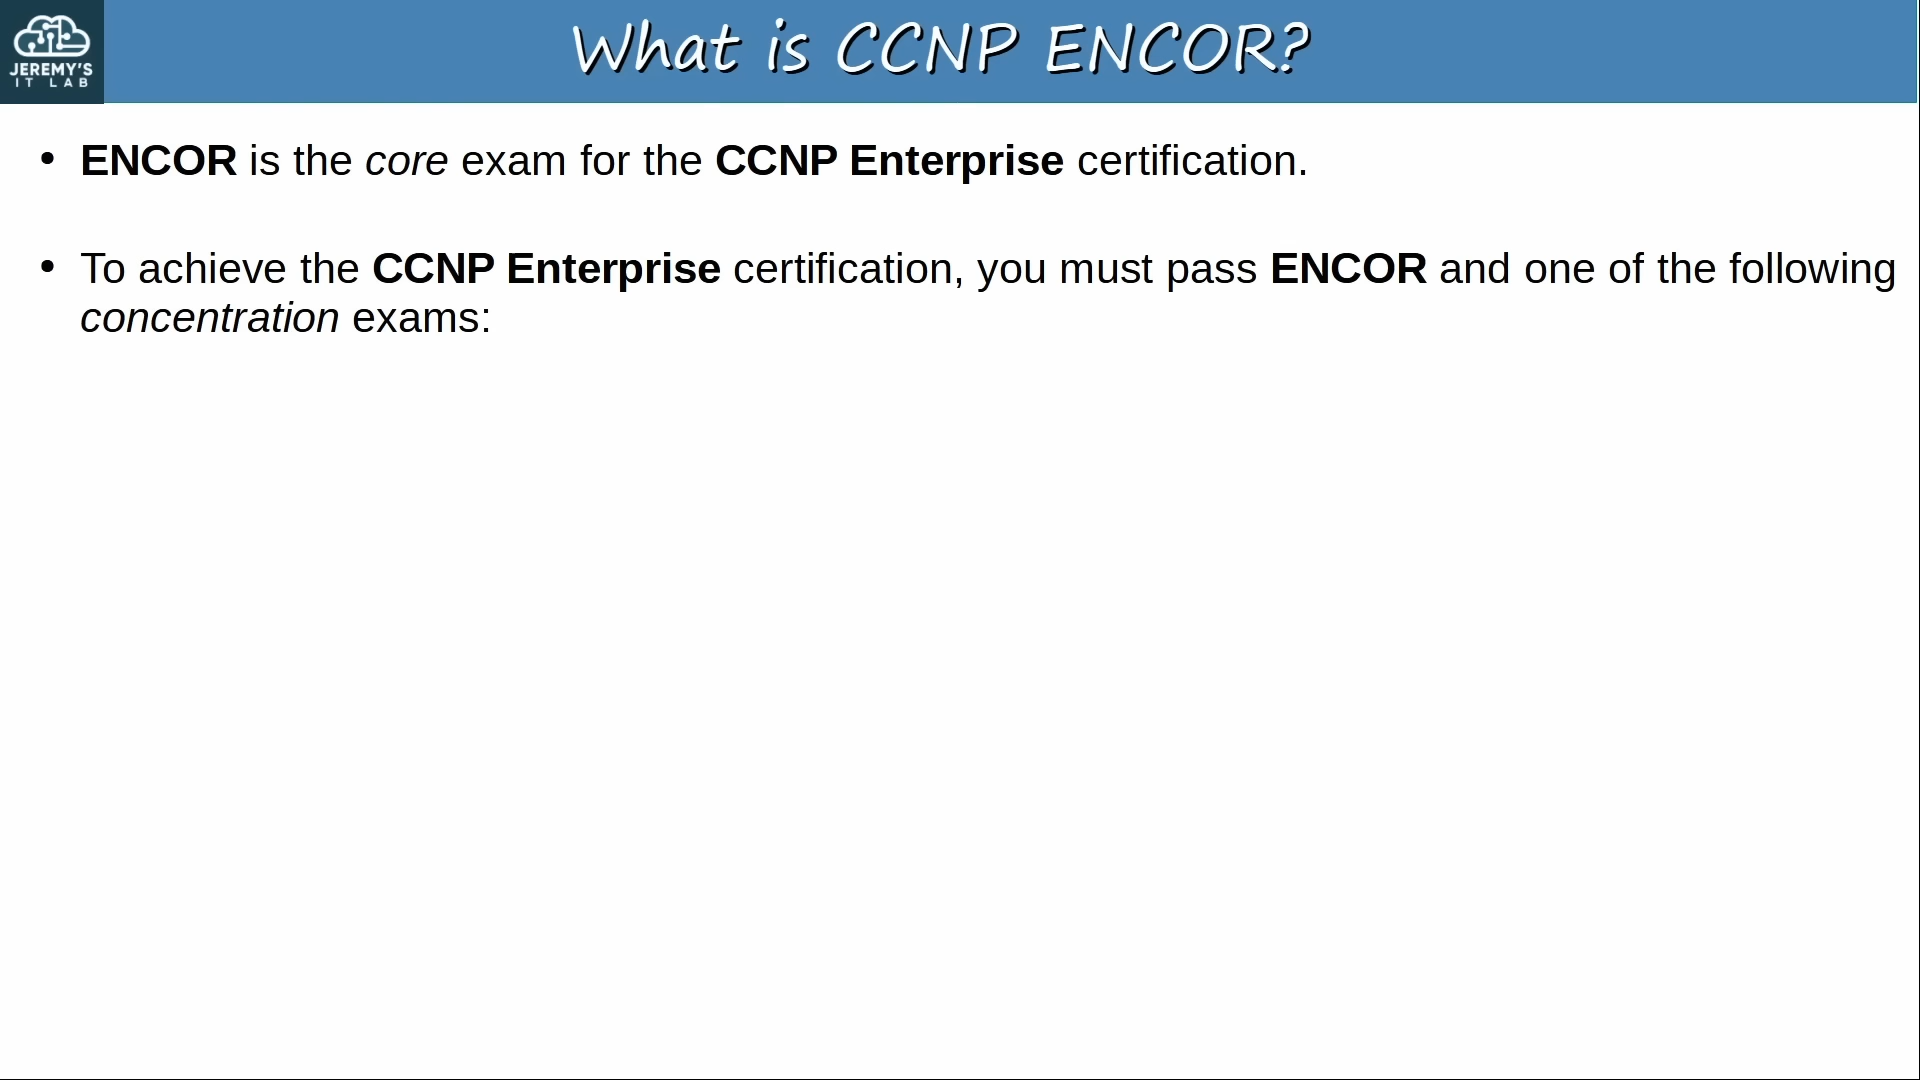 JEREMY'S
IT LAB
What is CCNP ENCOR?
• ENCOR is the core exam for the CCNP Enterprise certification.
• To achieve the CCNP Enterprise certification, you must pass ENCOR and one of the following
concentration exams: